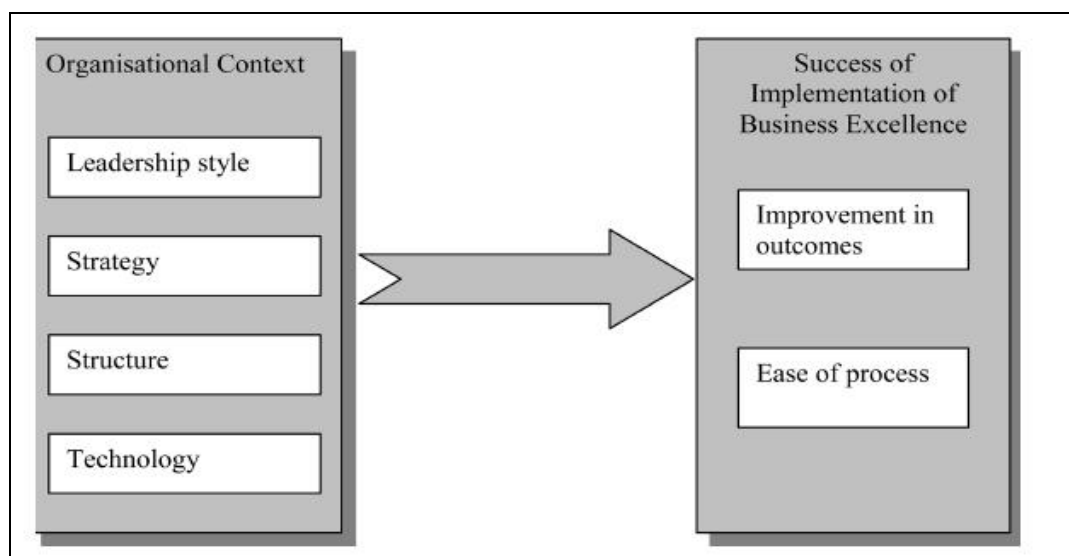 Organisational Context
Leadership style
Strategy
Structure
Technology
Success of
Implementation of
Business Excellence
Improvement in
outcomes
Ease of process